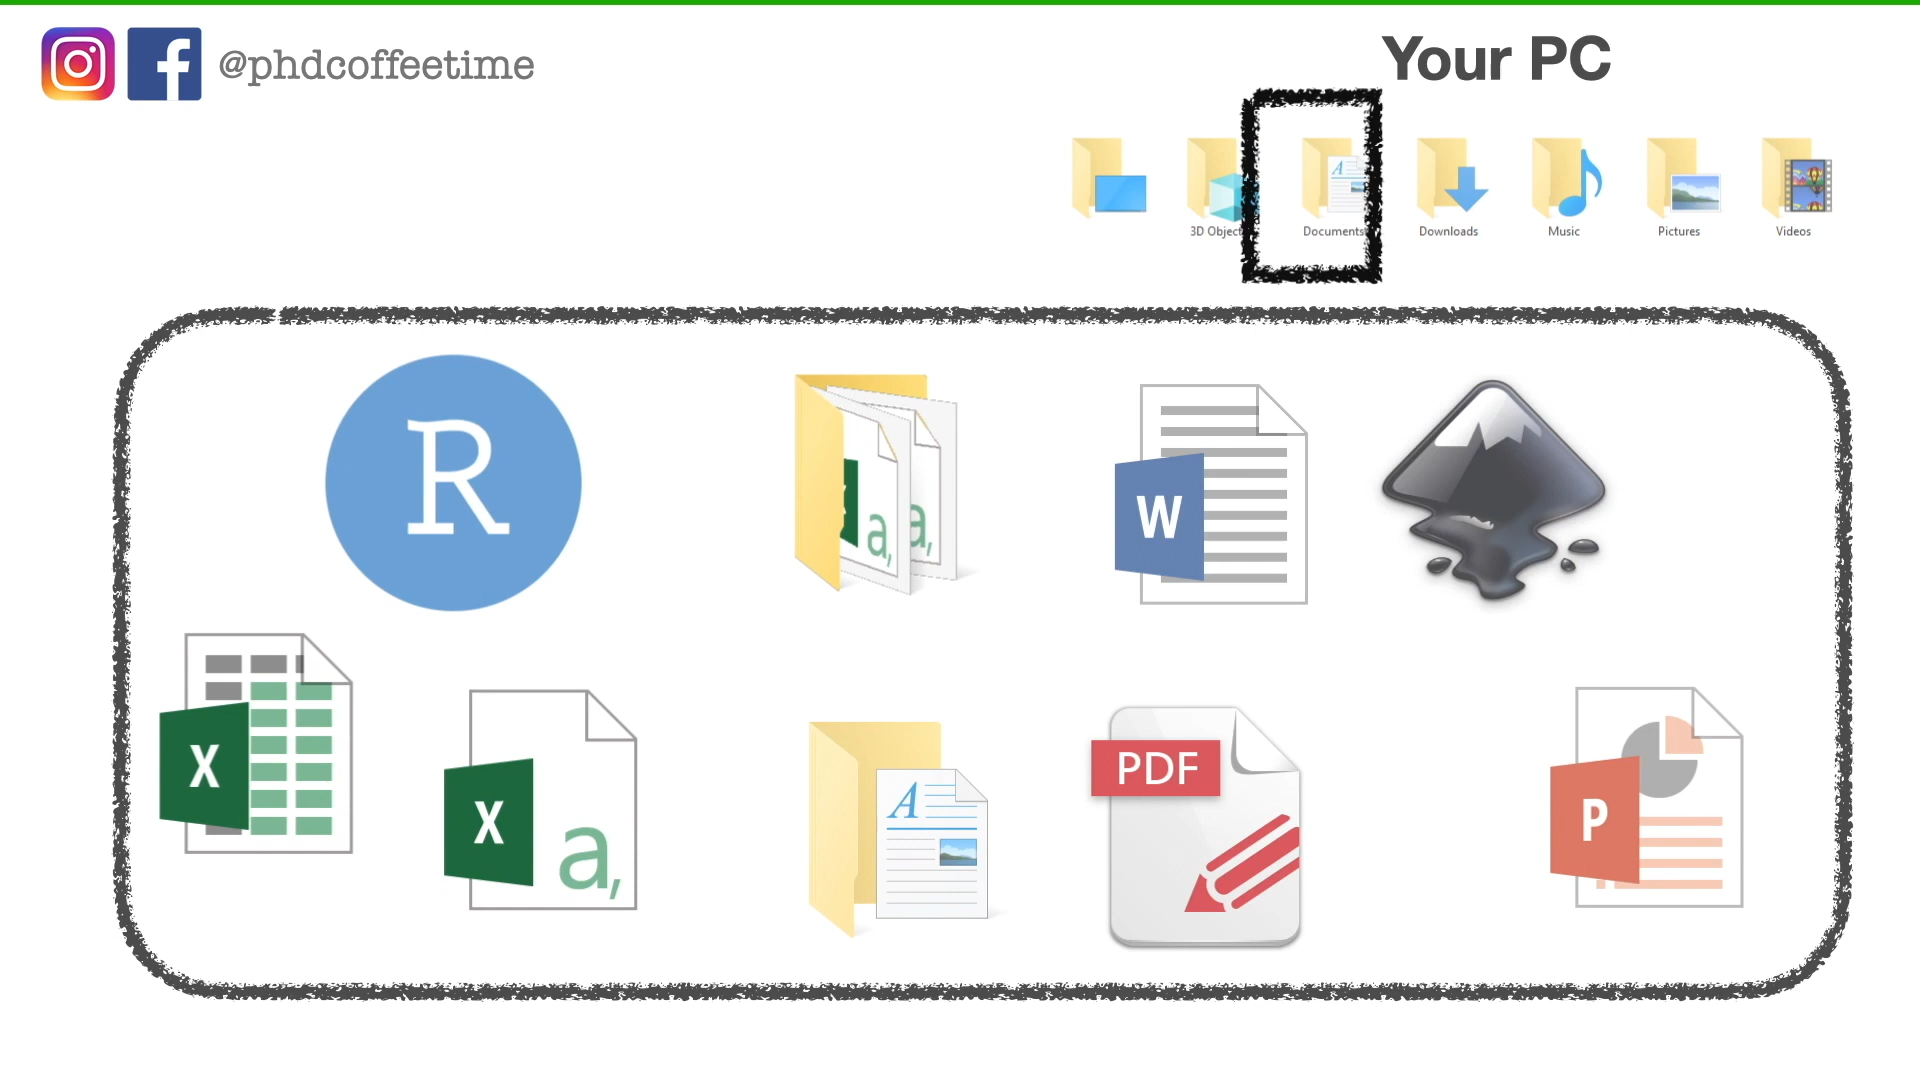 @phdcoffeetime
Your PC
3D Object
Documents
Downloads
Music
Pictures
Videos
R
W
X
X
a,
a,
a,
A
A
PDF
P